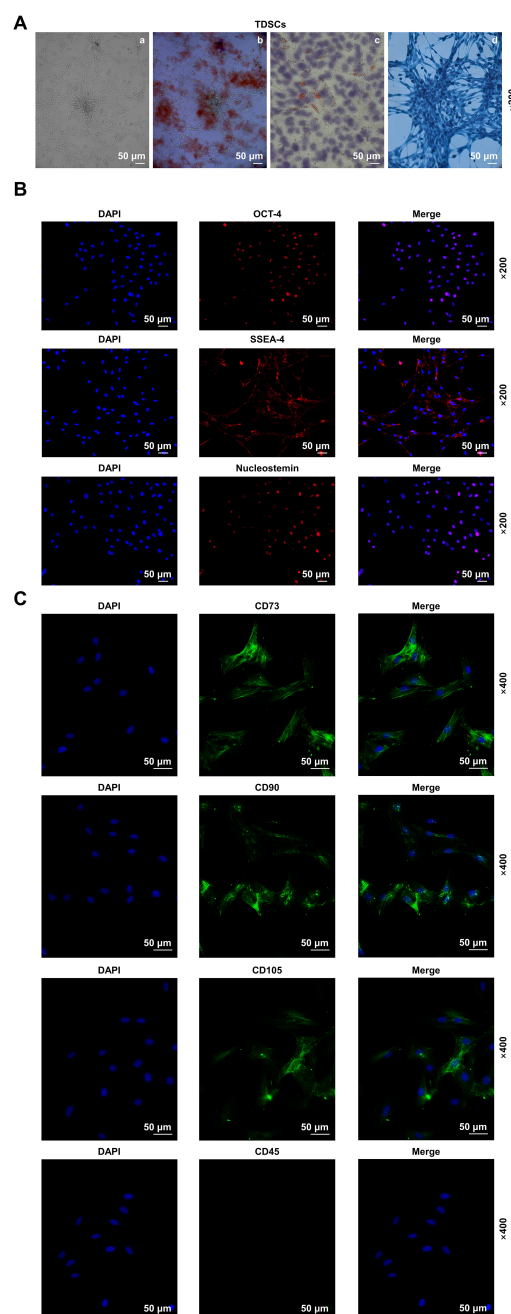 A
TDSCs
a b c d
50 µm 50 µm 50 µm 50 µm
×200
B
DAPI OCT-4 Merge
50 µm 50 µm 50 µm
×200
DAPI SSEA-4 Merge
50 µm 50 µm 50 µm
×200
DAPI Nucleostemin Merge
50 µm 50 µm 50 µm
×200
C
DAPI CD73 Merge
50 µm 50 µm 50 µm
×400
DAPI CD90 Merge
50 µm 50 µm 50 µm
×400
DAPI CD105 Merge
50 µm 50 µm 50 µm
×400
DAPI CD45 Merge
50 µm 50 µm 50 µm
×400